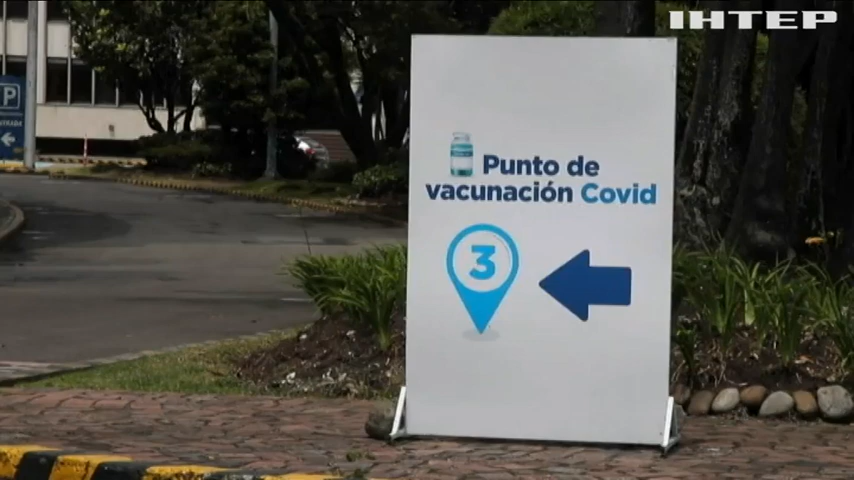 ІНТЕР
P
Punto de
vacunación Covid
3